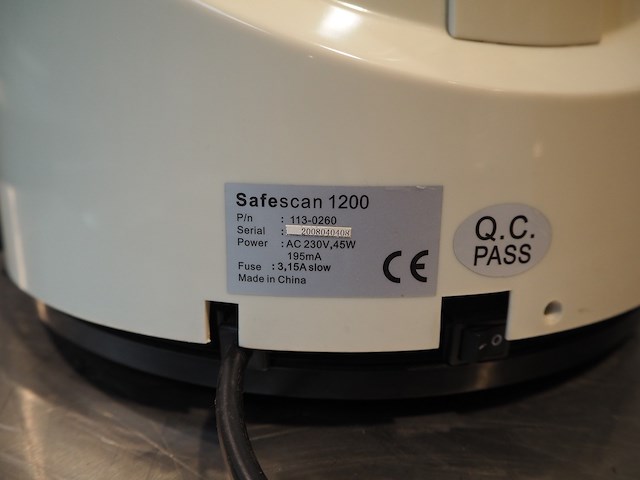 Safescan 1200
P/n : 113-0260
Serial :
Power : AC 230V,45W
195mA
Fuse : 3,15A slow
Made in China
CE
Q.C.
PASS